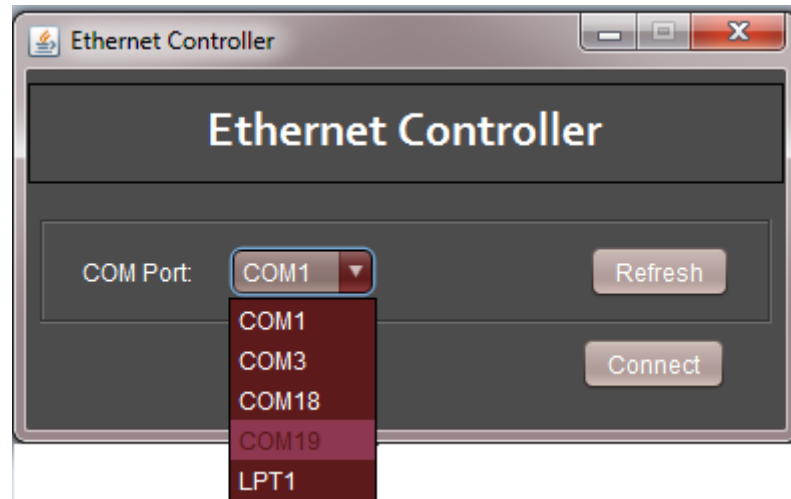 Ethernet Controller
Ethernet Controller
COM Port: COM1 Refresh
COM1
COM3
Connect
COM18
COM19
LPT1